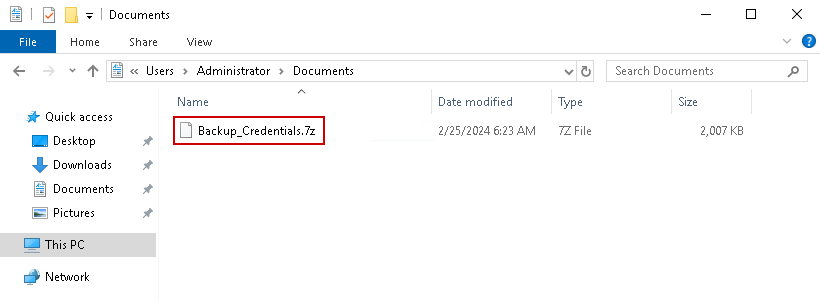 Documents
File Home Share View
« Users Administrator Documents Search Documents
Name Date modified Type Size
Quick access
Backup_Credentials.7z 2/25/2024 6:23 AM 7Z File 2,007 KB
Desktop
Downloads
Documents
Pictures
This PC
Network